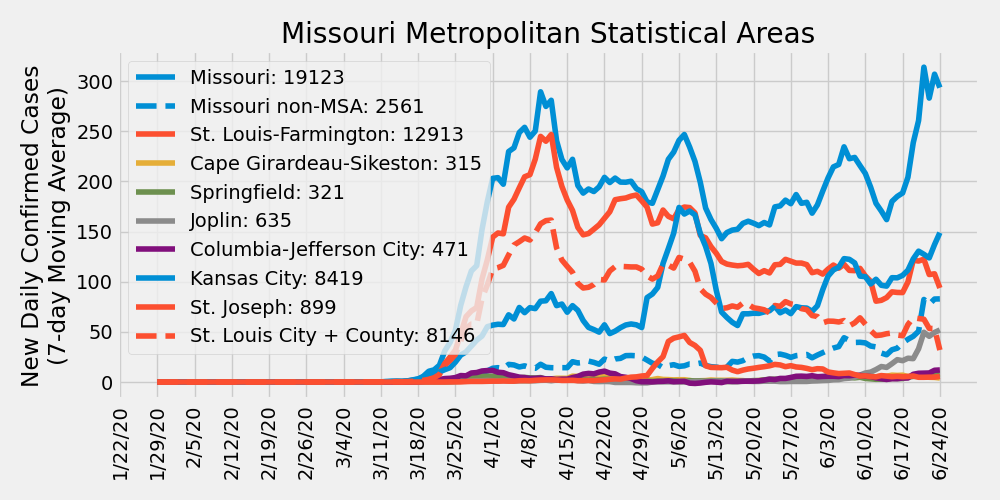 Missouri Metropolitan Statistical Areas
New Daily Confirmed Cases
(7-day Moving Average)
300
250
200
150
100
50
0
Missouri: 19123
Missouri non-MSA: 2561
St. Louis-Farmington: 12913
Cape Girardeau-Sikeston: 315
Springfield: 321
Joplin: 635
Columbia-Jefferson City: 471
Kansas City: 8419
St. Joseph: 899
St. Louis City + County: 8146
1/22/20
1/29/20
2/5/20
2/12/20
2/19/20
2/26/20
3/4/20
3/11/20
3/18/20
3/25/20
4/1/20
4/8/20
4/15/20
4/22/20
4/29/20
5/6/20
5/13/20
5/20/20
5/27/20
6/3/20
6/10/20
6/17/20
6/24/20